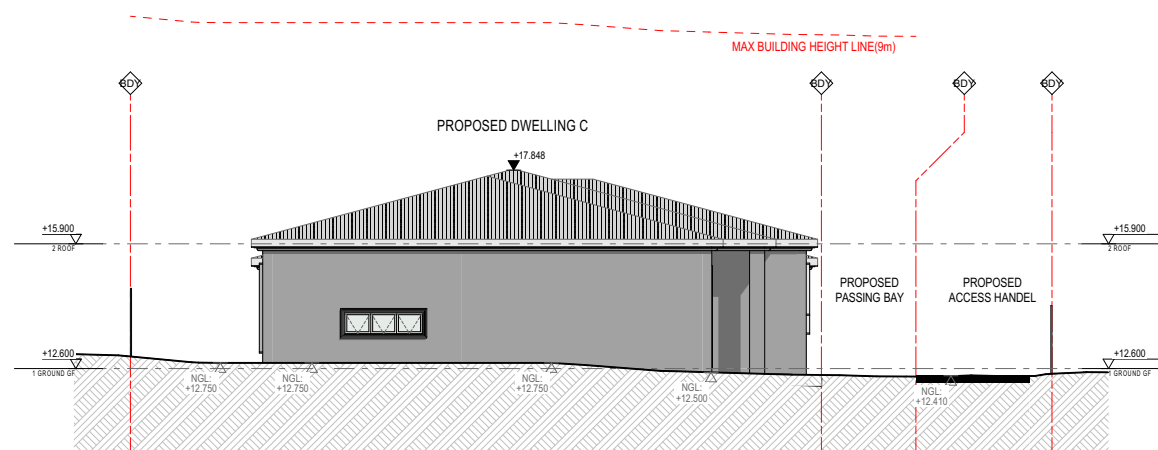 MAX BUILDING HEIGHT LINE(9m)
BDY
BDY
BDY
BDY
PROPOSED DWELLING C
+17.848
+15.900
2 ROOF
+15.900
2 ROOF
PROPOSED
PASSING BAY
PROPOSED
ACCESS HANDEL
+12.600
1 GROUND GF
+12.600
1 GROUND GF
NGL:
+12.750
NGL:
+12.750
NGL:
+12.750
NGL:
+12.500
NGL:
+12.410